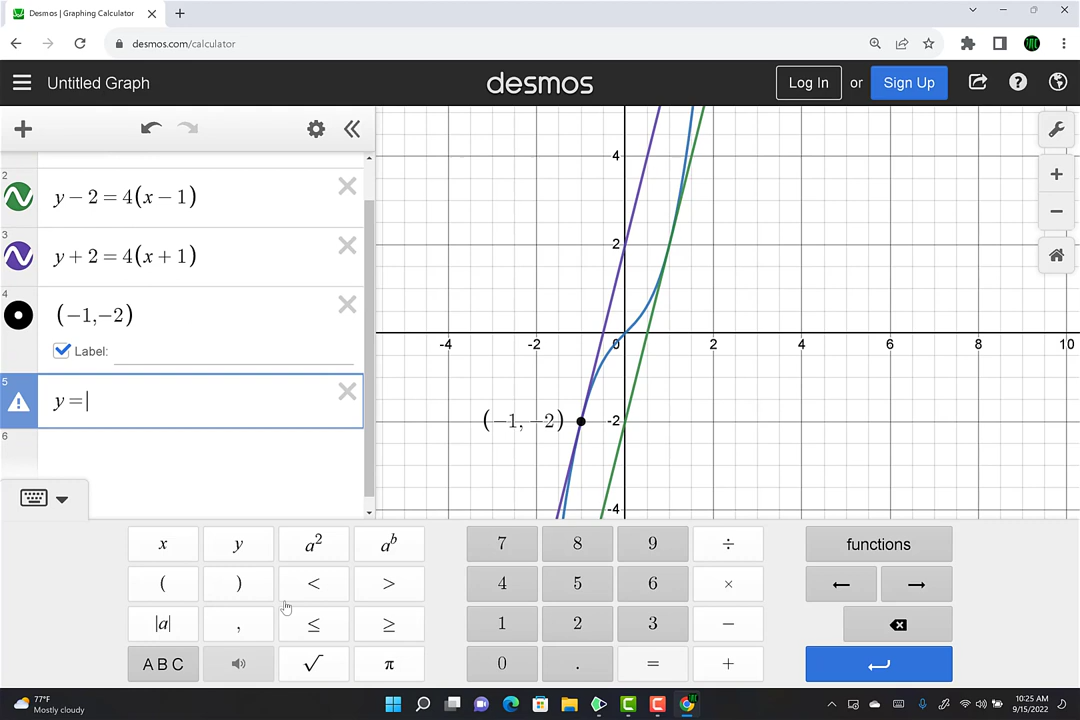 Desmos | Graphing Calculator
desmos.com/calculator
Untitled Graph
desmos
Log In or Sign Up
2
y − 2 = 4(x − 1)
3
y + 2 = 4(x + 1)
4
(−1,−2)
Label:
5
y =
6
4
2
-4 -2 0 2 4 6 8 10
(−1, −2)
-2
-4
x y a² aᵇ 7 8 9 ÷ functions
( ) < > 4 5 6 × ← →
|a| , ≤ ≥ 1 2 3 −
A B C √ π 0 . = +
77°F
Mostly cloudy
10:25 AM
9/15/2022